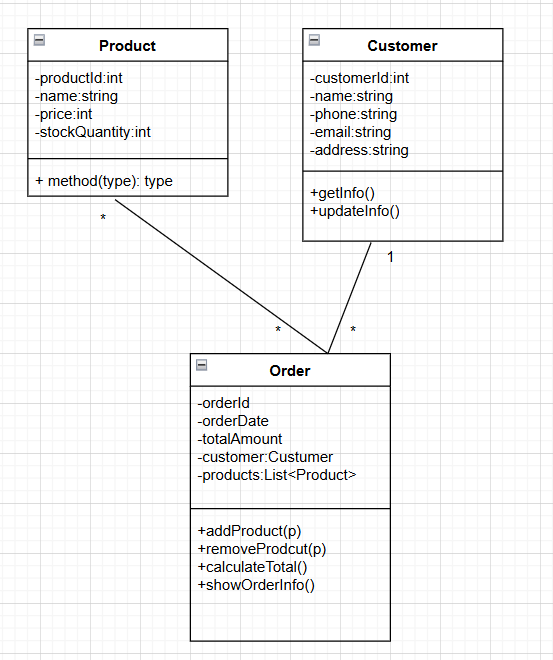 Product
-productId:int
-name:string
-price:int
-stockQuantity:int
+ method(type): type
Customer
-customerId:int
-name:string
-phone:string
-email:string
-address:string
+getInfo()
+updateInfo()
*
1
*
*
Order
-orderId
-orderDate
-totalAmount
-customer:Custumer
-products:List<Product>
+addProduct(p)
+removeProdcut(p)
+calculateTotal()
+showOrderInfo()